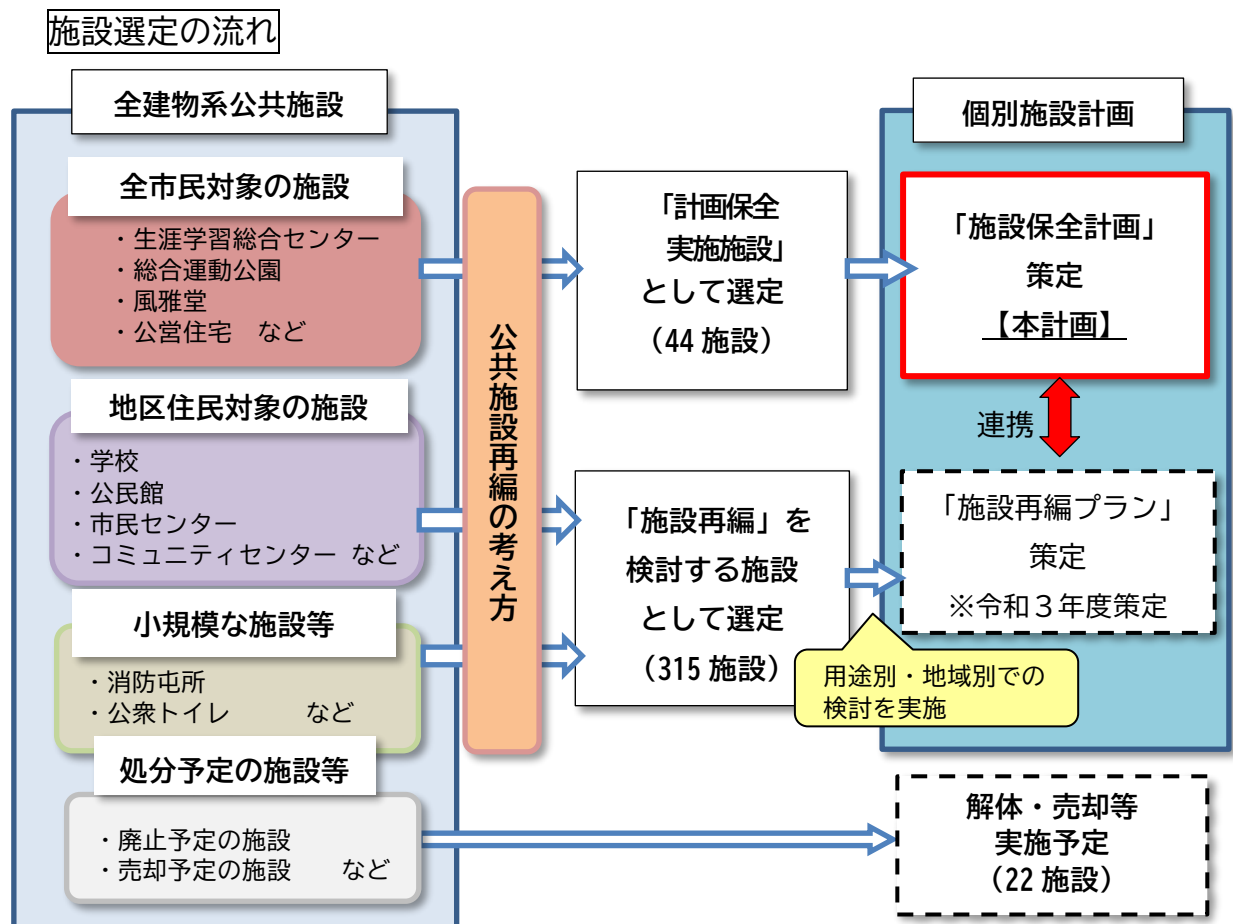 施設選定の流れ
全建物系公共施設
全市民対象の施設
・生涯学習総合センター
・総合運動公園
・風雅堂
・公営住宅　など
地区住民対象の施設
・学校
・公民館
・市民センター
・コミュニティセンター など
小規模な施設等
・消防屯所
・公衆トイレ　　　など
処分予定の施設等
・廃止予定の施設
・売却予定の施設　　など
公共施設再編の考え方
「計画保全
実施施設」
として選定
（44 施設）
「施設再編」を
検討する施設
として選定
（315 施設）
用途別・地域別での
検討を実施
個別施設計画
「施設保全計画」
策定
【本計画】
連携
「施設再編プラン」
策定
※令和３年度策定
解体・売却等
実施予定
（22 施設）